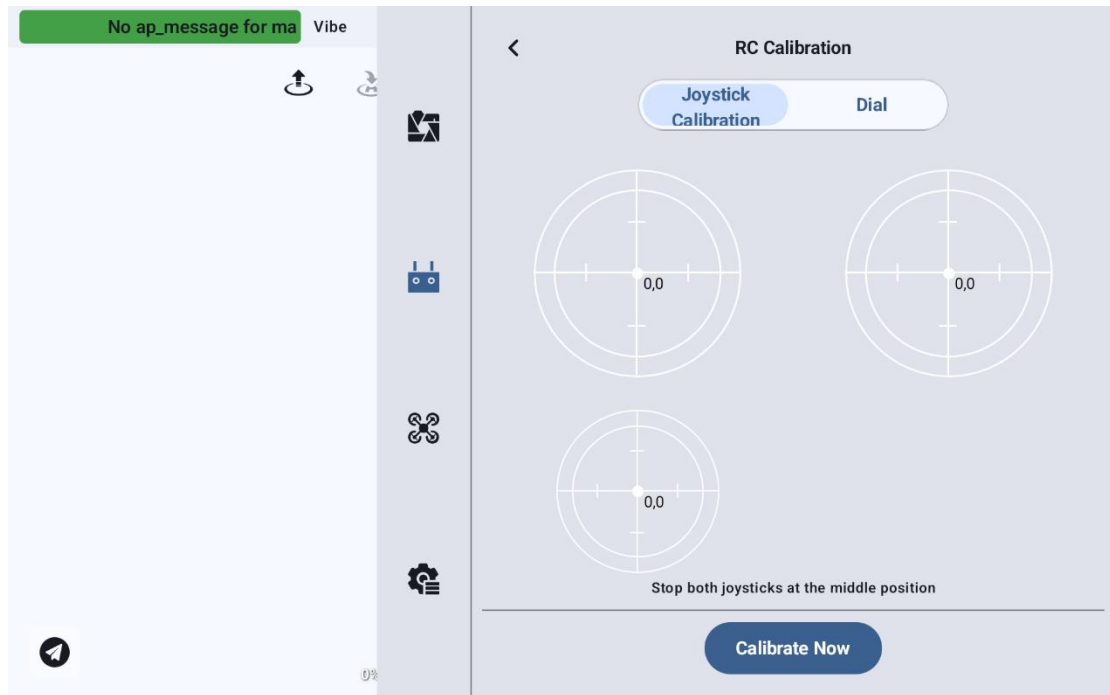 No ap_message for ma Vibe
RC Calibration
Joystick
Calibration
Dial
0,0
0,0
0,0
Stop both joysticks at the middle position
Calibrate Now
0%